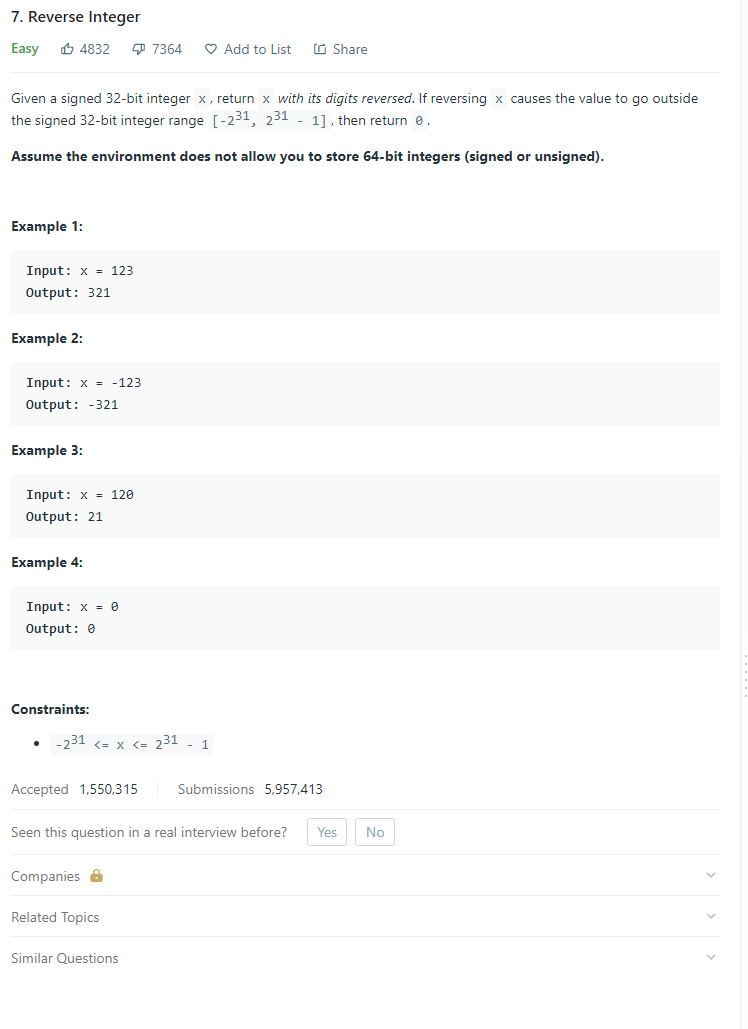 7. Reverse Integer
Easy 4832 7364 Add to List Share
Given a signed 32-bit integer x, return x with its digits reversed. If reversing x causes the value to go outside
the signed 32-bit integer range [-2^31, 2^31 - 1], then return 0.
Assume the environment does not allow you to store 64-bit integers (signed or unsigned).
Example 1:
Input: x = 123
Output: 321
Example 2:
Input: x = -123
Output: -321
Example 3:
Input: x = 120
Output: 21
Example 4:
Input: x = 0
Output: 0
Constraints:
• -2^31 <= x <= 2^31 - 1
Accepted 1,550,315 Submissions 5,957,413
Seen this question in a real interview before? Yes No
Companies
Related Topics
Similar Questions